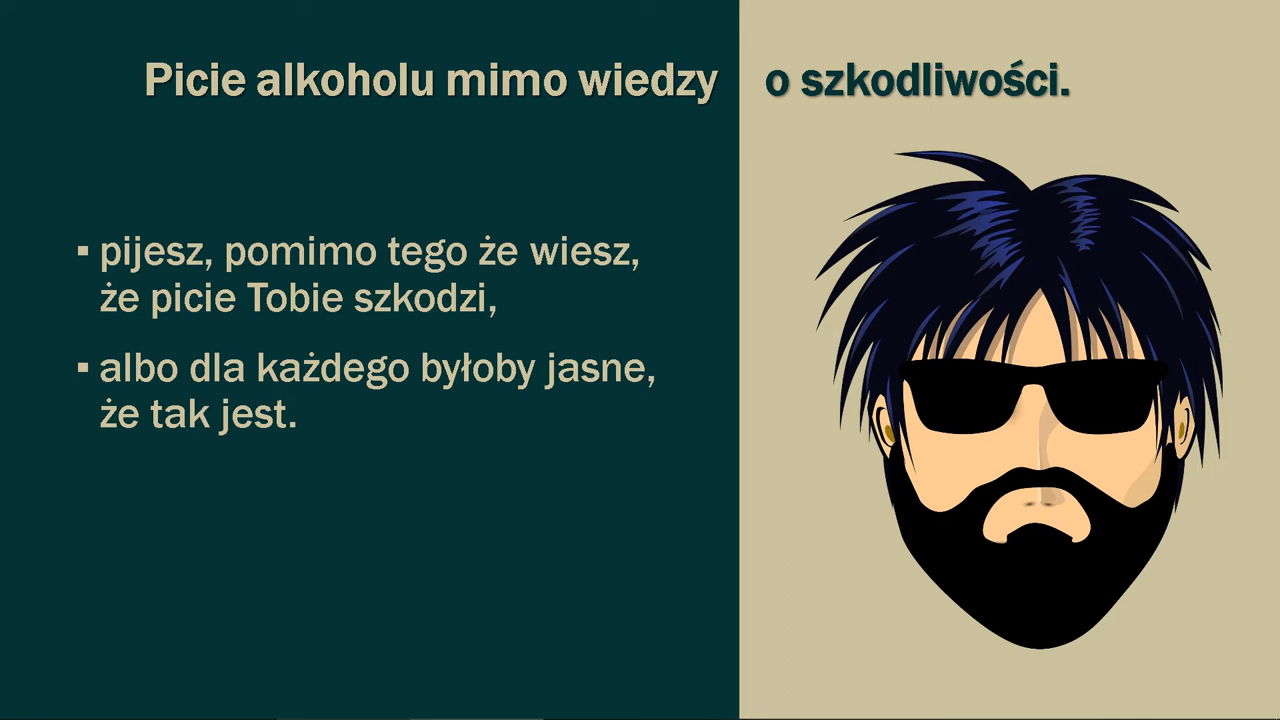 Picie alkoholu mimo wiedzy o szkodliwości.
▪ pijesz, pomimo tego że wiesz,
że picie Tobie szkodzi,
▪ albo dla każdego byłoby jasne,
że tak jest.